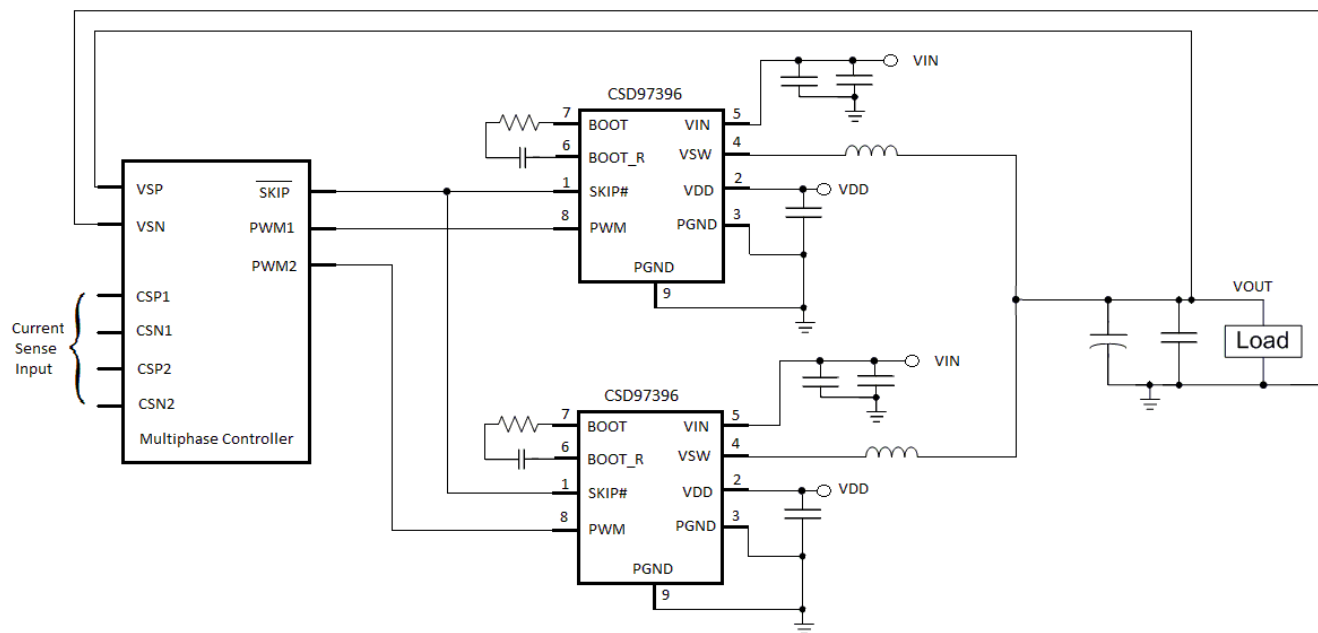 VIN
CSD97396
7
BOOT
VIN
5
6
BOOT_R
VSW
4
1
SKIP#
VDD
2
VDD
8
PWM
PGND
3
PGND
9
VSP
SKIP
VSN
PWM1
PWM2
CSP1
CSN1
CSP2
CSN2
Current
Sense
Input
Multiphase Controller
VOUT
Load
VIN
CSD97396
7
BOOT
VIN
5
6
BOOT_R
VSW
4
1
SKIP#
VDD
2
VDD
8
PWM
PGND
3
PGND
9